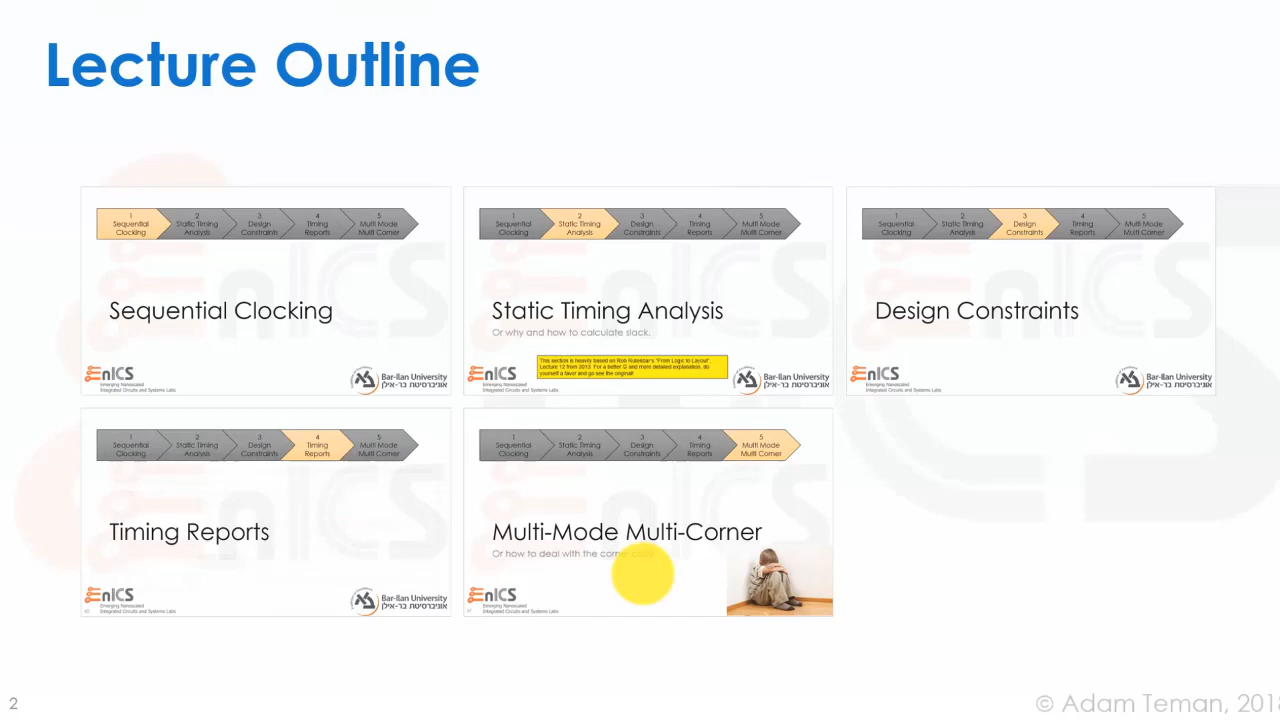 Lecture Outline
1 2 3 4 5
Sequential Clocking Static Timing Analysis Design Constraints Timing Reports Multi Mode Multi Corner
Sequential Clocking
EnICS
Emerging Nanoscaled
Integrated Circuits and Systems Labs
Bar-Ilan University
אוניברסיטת בר-אילן
1 2 3 4 5
Sequential Clocking Static Timing Analysis Design Constraints Timing Reports Multi Mode Multi Corner
Static Timing Analysis
Or why and how to calculate slack.
This section is heavily based on Rob Rutenbar's "From Logic to Layout",
Lecture 12 from 2013. For a better and more detailed explanation, do
yourself a favor and go see the original!
EnICS
Emerging Nanoscaled
Integrated Circuits and Systems Labs
Bar-Ilan University
אוניברסיטת בר-אילן
1 2 3 4 5
Sequential Clocking Static Timing Analysis Design Constraints Timing Reports Multi Mode Multi Corner
Design Constraints
EnICS
Emerging Nanoscaled
Integrated Circuits and Systems Labs
Bar-Ilan University
אוניברסיטת בר-אילן
1 2 3 4 5
Sequential Clocking Static Timing Analysis Design Constraints Timing Reports Multi Mode Multi Corner
Timing Reports
EnICS
Emerging Nanoscaled
Integrated Circuits and Systems Labs
Bar-Ilan University
אוניברסיטת בר-אילן
1 2 3 4 5
Sequential Clocking Static Timing Analysis Design Constraints Timing Reports Multi Mode Multi Corner
Multi-Mode Multi-Corner
Or how to deal with the corner
EnICS
Emerging Nanoscaled
Integrated Circuits and Systems Labs
2
© Adam Teman, 201